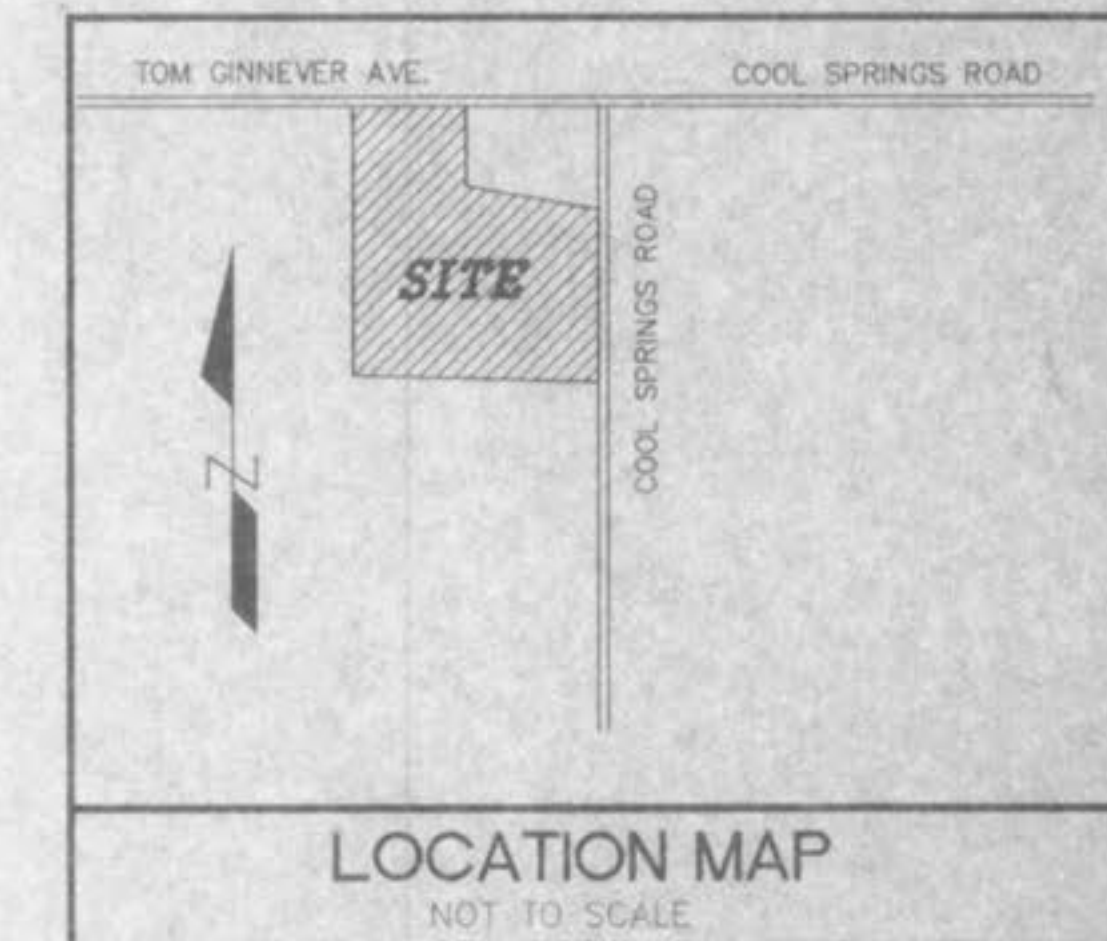 TOM GINNEVER AVE.
COOL SPRINGS ROAD
SITE
COOL SPRINGS ROAD
N
LOCATION MAP
NOT TO SCALE